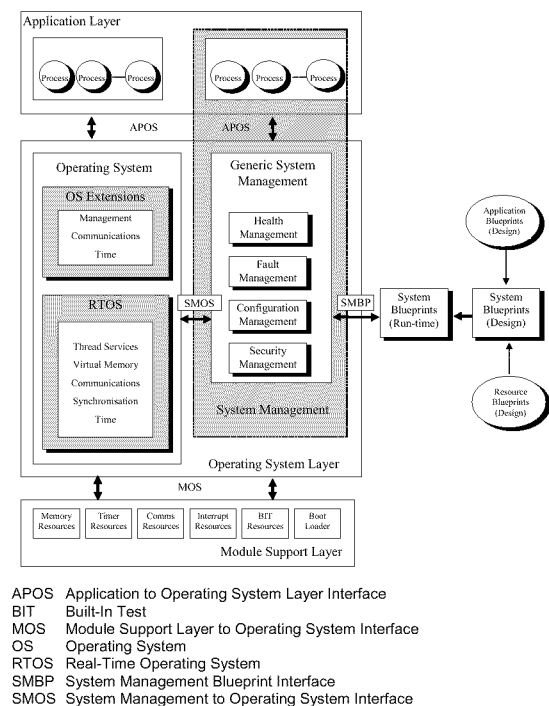 Application Layer
Process Process Process
Process Process Process
APOS
APOS
Operating System
OS Extensions
Management
Communications
Time
RTOS
Thread Services
Virtual Memory
Communications
Synchronisation
Time
SMOS
Generic System
Management
Health
Management
Fault
Management
Configuration
Management
Security
Management
System Management
Operating System Layer
SMBP
System
Blueprints
(Run-time)
System
Blueprints
(Design)
Application
Blueprints
(Design)
Resource
Blueprints
(Design)
MOS
Memory
Resources
Timer
Resources
Comms
Resources
Interrupt
Resources
BIT
Resources
Boot
Loader
Module Support Layer
APOS Application to Operating System Layer Interface
BIT Built-In Test
MOS Module Support Layer to Operating System Interface
OS Operating System
RTOS Real-Time Operating System
SMBP System Management Blueprint Interface
SMOS System Management to Operating System Interface